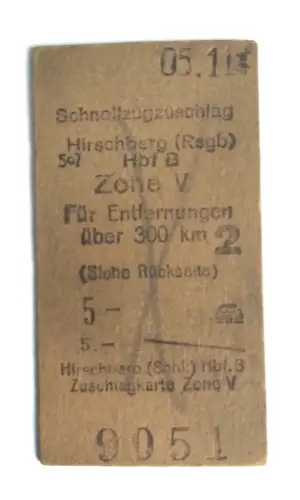 05.11
Schnellzugzuschlag
Hirschberg (Rsgb)
507 Hbf B
Zone V
Für Entfernungen
über 300 km 2
(Siehe Rückseite)
5 -
5.-
Hirschberg (Schl.) Hbf. B
Zuschlagkarte Zone V
9051